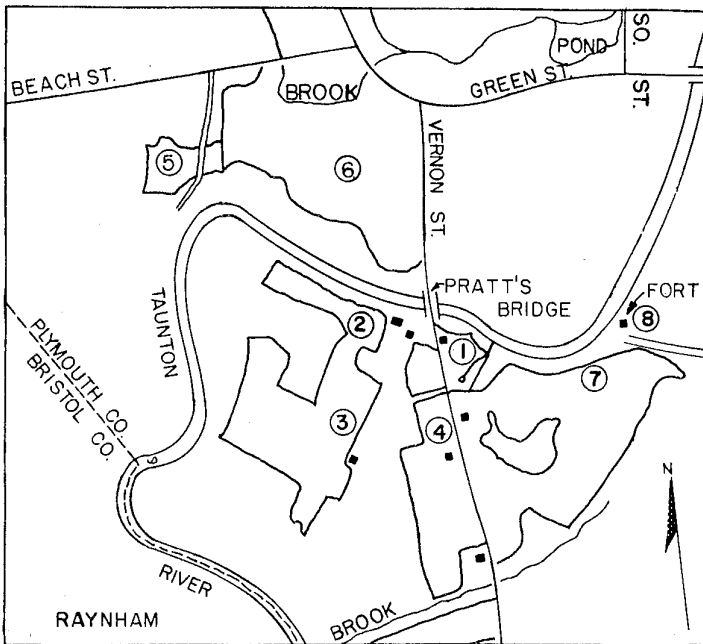 POND
SO. ST.
BEACH ST.
GREEN ST.
BROOK
VERNON ST.
5
6
PRATT'S
BRIDGE
FORT
8
TAUNTON
2
1
7
PLYMOUTH CO.
BRISTOL CO.
3
4
N
RIVER
RAYNHAM
BROOK